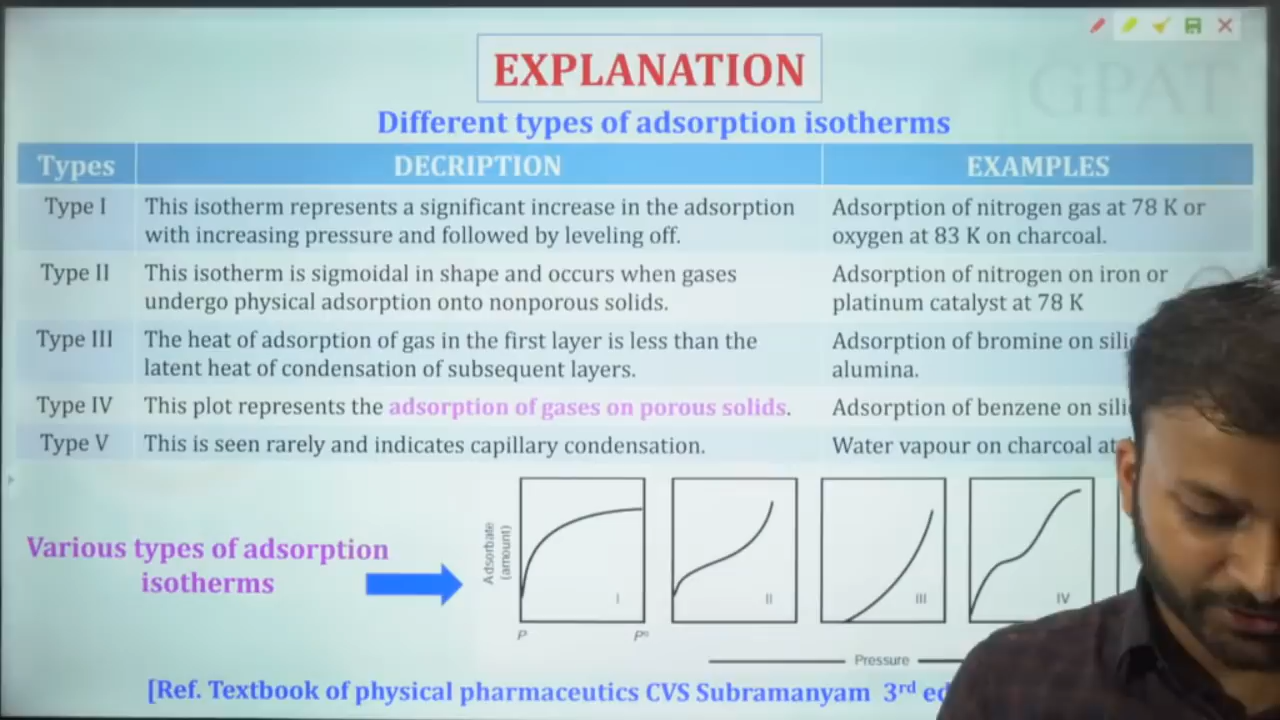 GPAT
EXPLANATION
Different types of adsorption isotherms
Types DECRIPTION EXAMPLES
Type I This isotherm represents a significant increase in the adsorption Adsorption of nitrogen gas at 78 K or
with increasing pressure and followed by leveling off. oxygen at 83 K on charcoal.
Type II This isotherm is sigmoidal in shape and occurs when gases Adsorption of nitrogen on iron or
undergo physical adsorption onto nonporous solids. platinum catalyst at 78 K
Type III The heat of adsorption of gas in the first layer is less than the Adsorption of bromine on
latent heat of condensation of subsequent layers. alumina.
Type IV This plot represents the adsorption of gases on porous solids. Adsorption of benzene on
Type V This is seen rarely and indicates capillary condensation. Water vapour on charcoal at
Various types of adsorption
isotherms
Adsorbate
(amount)
I II III IV
P P°
Pressure
[Ref. Textbook of physical pharmaceutics CVS Subramanyam 3rd ed